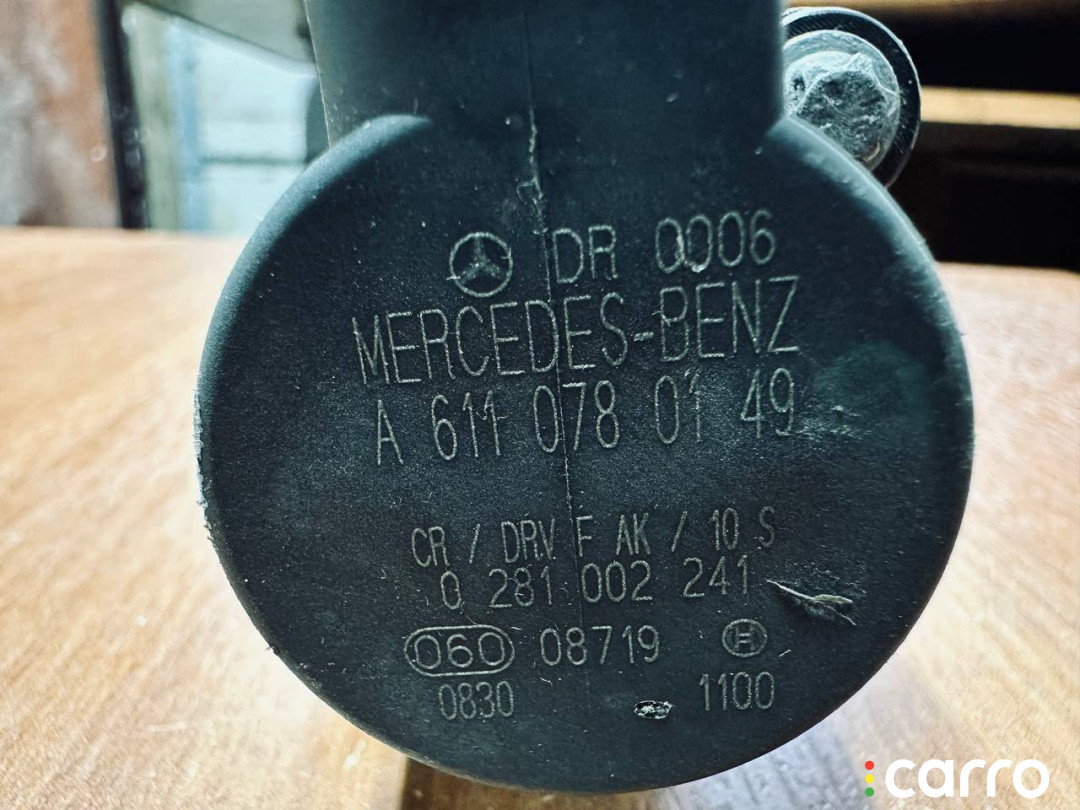 DR 0006
MERCEDES-BENZ
A 611 078 01 49
CR / DRV F AK / 10 S
0 281 002 241
060 08719
0830 1100
carro